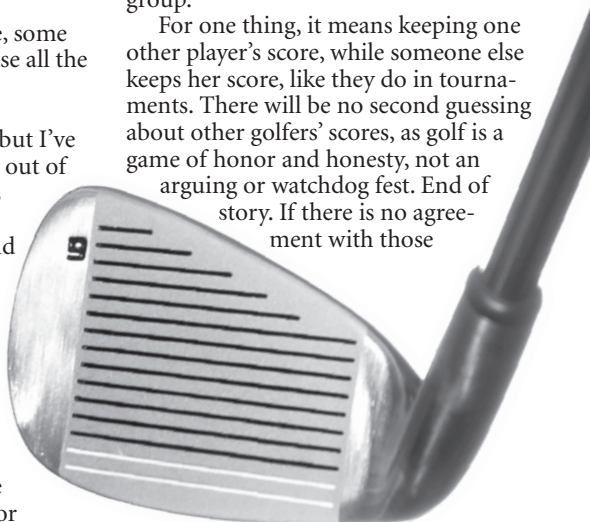 e, some
se all the
but I've
out of
group.
For one thing, it means keeping one
other player's score, while someone else
keeps her score, like they do in tourna-
ments. There will be no second guessing
about other golfers' scores, as golf is a
game of honor and honesty, not an
arguing or watchdog fest. End of
story. If there is no agree-
ment with those